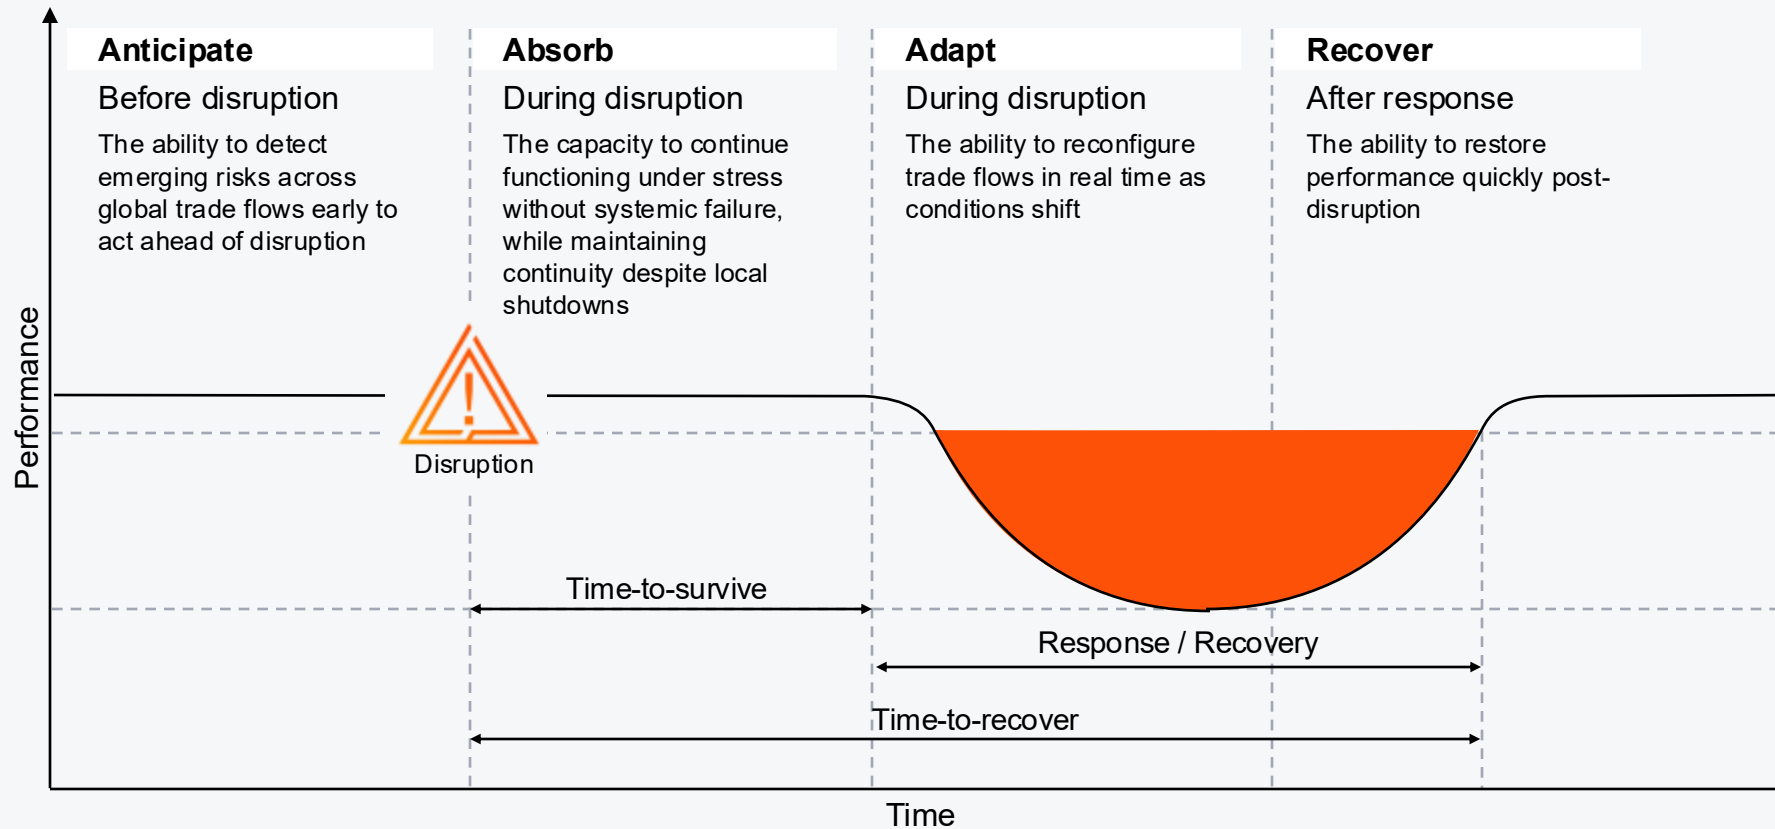 Anticipate
Before disruption
The ability to detect
emerging risks across
global trade flows early to
act ahead of disruption
Absorb
During disruption
The capacity to continue
functioning under stress
without systemic failure,
while maintaining
continuity despite local
shutdowns
Adapt
During disruption
The ability to reconfigure
trade flows in real time as
conditions shift
Recover
After response
The ability to restore
performance quickly post-
disruption
Performance
Disruption
Time-to-survive
Response / Recovery
Time-to-recover
Time